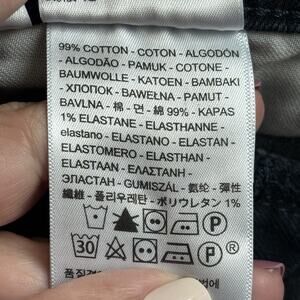 99% COTTON - COTON - ALGODÓN
ALGODÃO - PAMUK - COTONE -
BAUMWOLLE - KATOEN - BAMBAKI
ХЛОПОК - BAWEŁNA - PAMUT -
BAVLNA - 棉 - 면 - 綿 99% - KAPAS
1% ELASTANE - ELASTHANNE -
elastano - ELASTANO - ELASTAN -
ELASTOMERO - ELASTHAN -
ELASTAAN - ΕΛΑΣΤΑΝΗ -
ЭЛАСТАН - GUMISZÁL - 氨纶 - 彈性
纖維 - 폴리우레탄 - ポリウレタン 1%
30
P
F